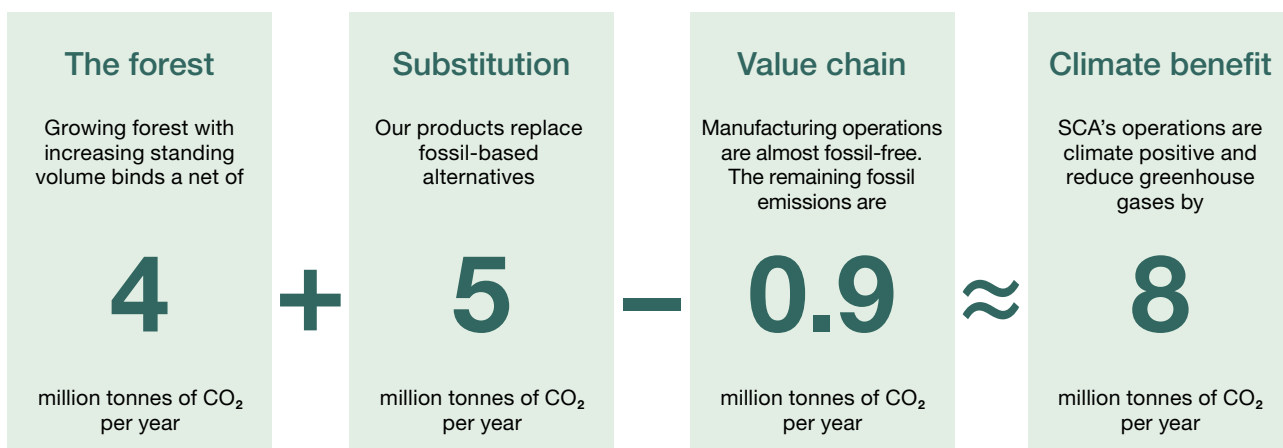 The forest
Growing forest with
increasing standing
volume binds a net of
4
million tonnes of CO₂
per year
+
Substitution
Our products replace
fossil-based
alternatives
5
million tonnes of CO₂
per year
–
Value chain
Manufacturing operations
are almost fossil-free.
The remaining fossil
emissions are
0.9
million tonnes of CO₂
per year
≈
Climate benefit
SCA’s operations are
climate positive and
reduce greenhouse
gases by
8
million tonnes of CO₂
per year